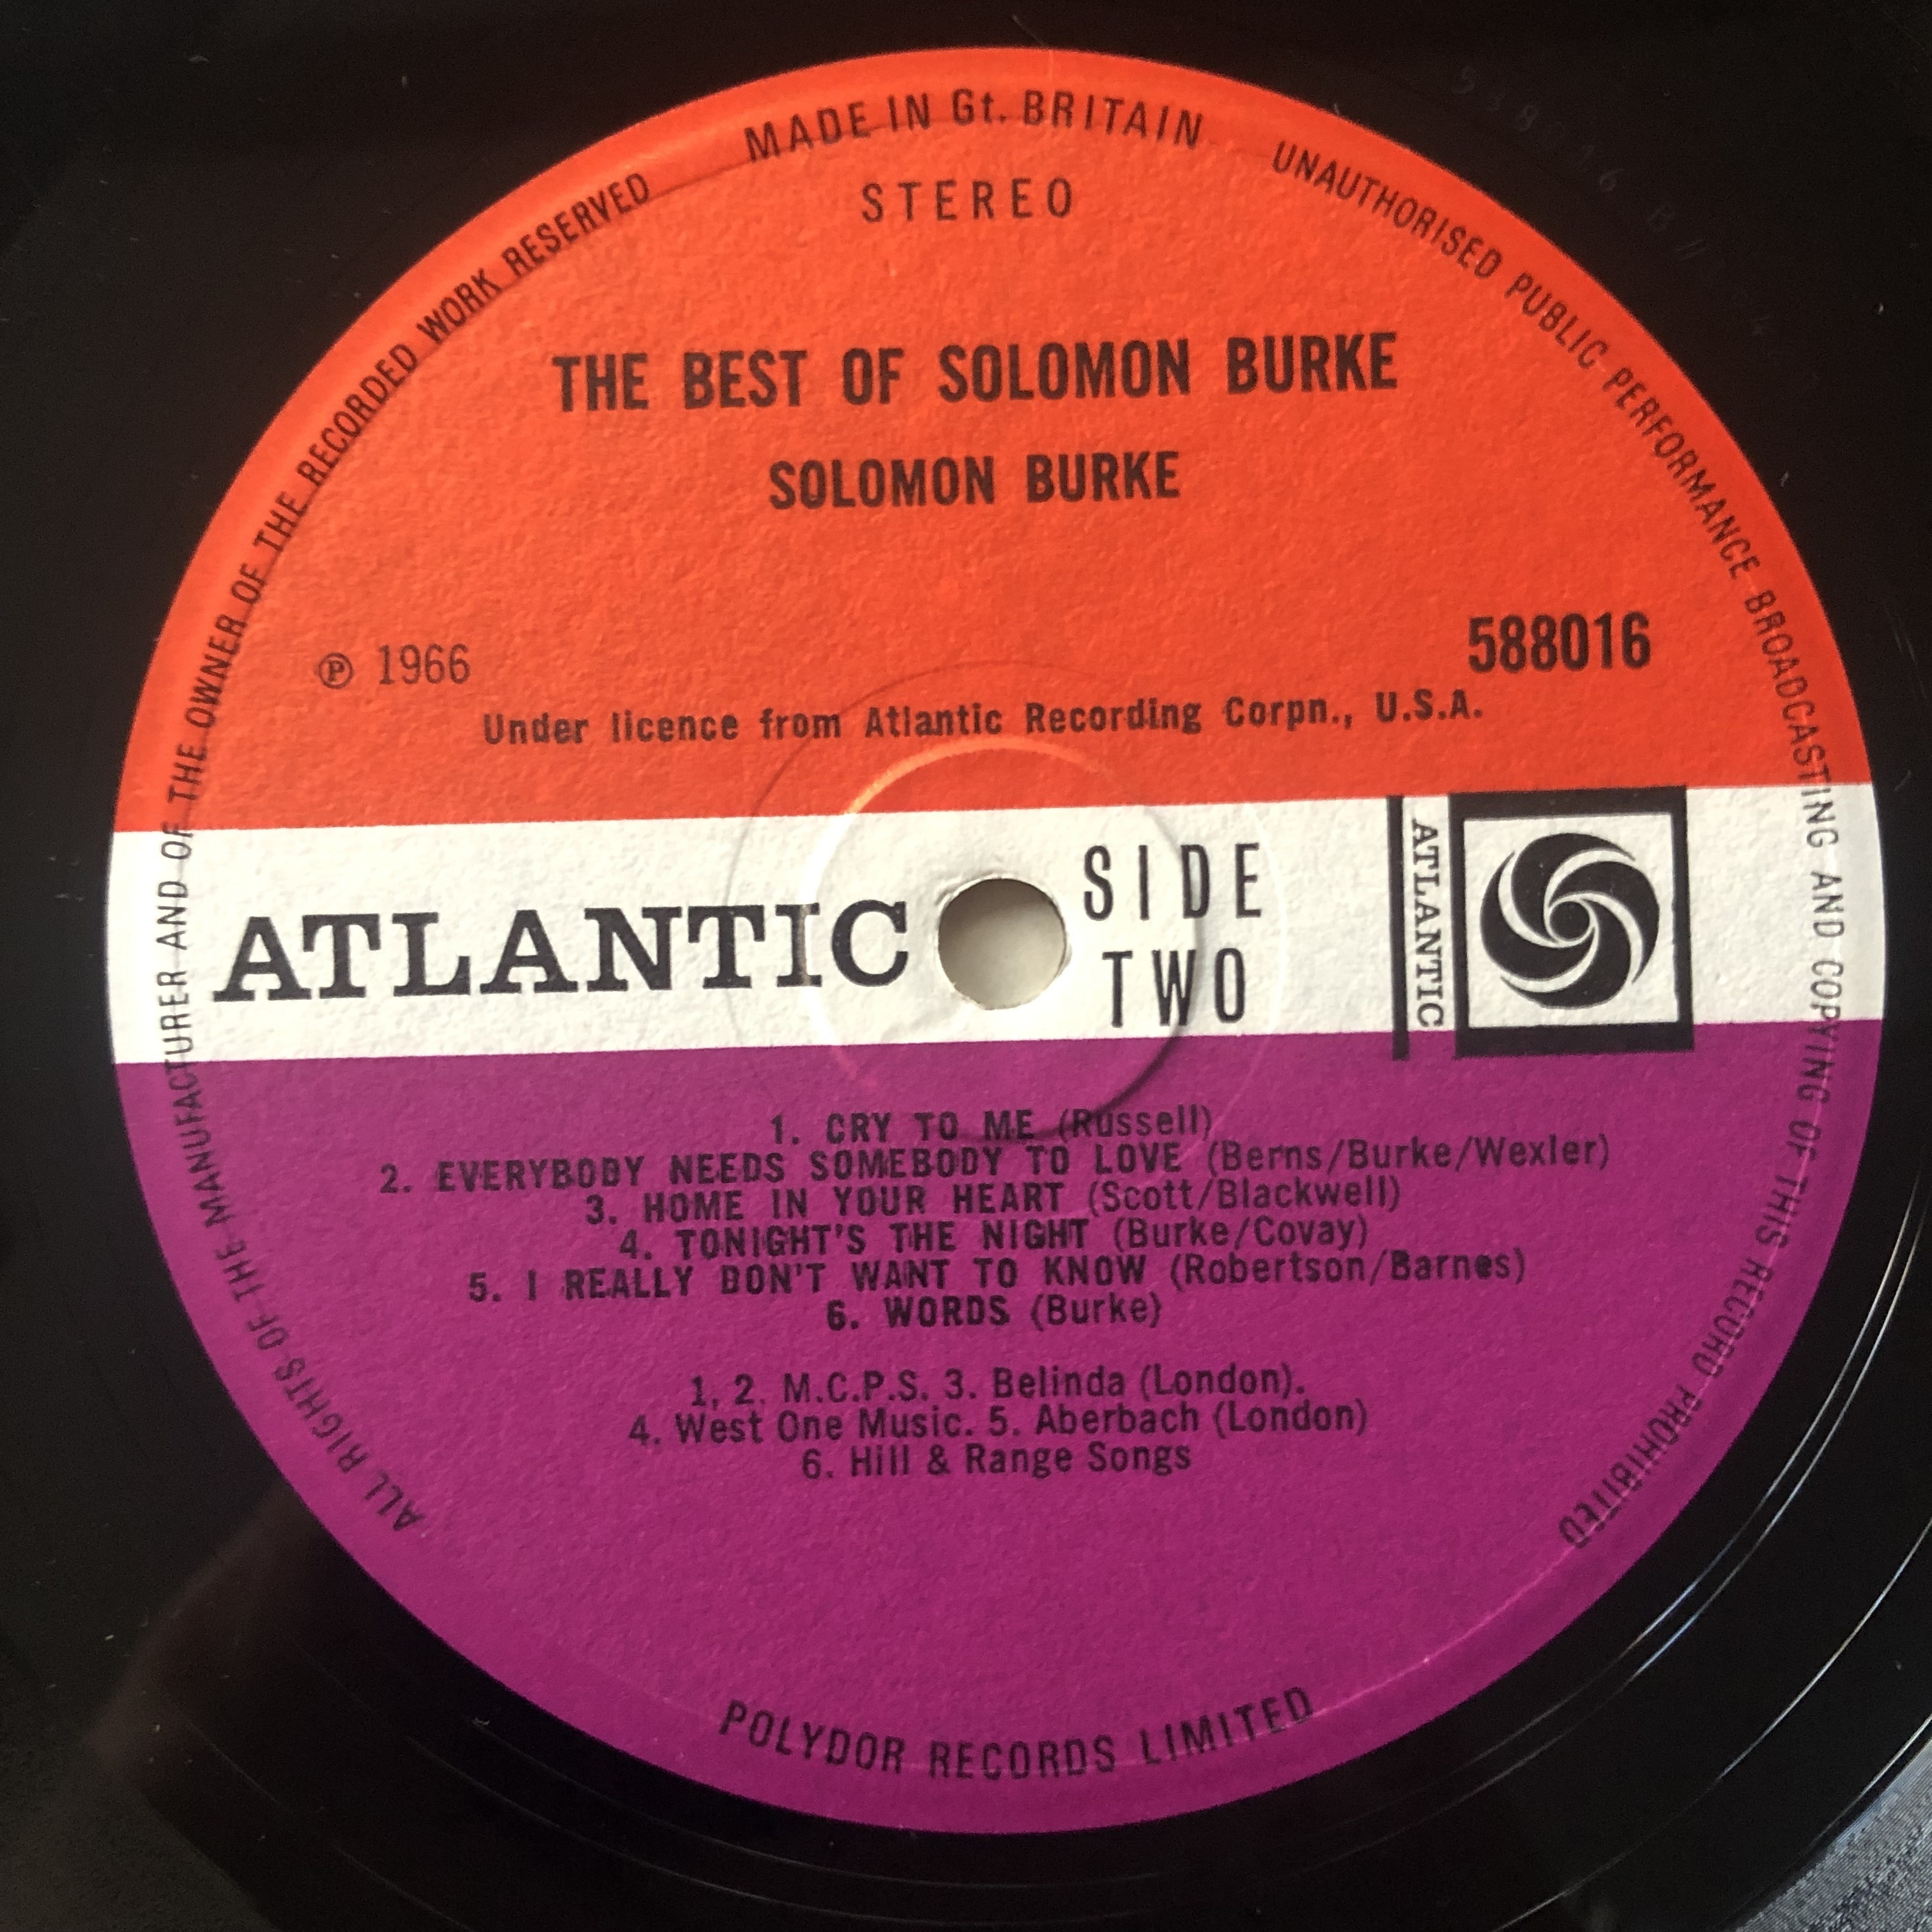 MADE IN Gt. BRITAIN
UNAUTHORISED PUBLIC PERFORMANCE BROADCASTING AND COPYING OF THIS RECORD PROHIBITED
ALL RIGHTS OF THE MANUFACTURER AND OF THE OWNER OF THE RECORDED WORK RESERVED
STEREO
THE BEST OF SOLOMON BURKE
SOLOMON BURKE
℗ 1966
588016
Under licence from Atlantic Recording Corpn., U.S.A.
ATLANTIC
SIDE
TWO
ATLANTIC
1. CRY TO ME (Russell)
2. EVERYBODY NEEDS SOMEBODY TO LOVE (Berns/Burke/Wexler)
3. HOME IN YOUR HEART (Scott/Blackwell)
4. TONIGHT'S THE NIGHT (Burke/Covay)
5. I REALLY DON'T WANT TO KNOW (Robertson/Barnes)
6. WORDS (Burke)
1, 2. M.C.P.S. 3. Belinda (London).
4. West One Music. 5. Aberbach (London)
6. Hill & Range Songs
POLYDOR RECORDS LIMITED